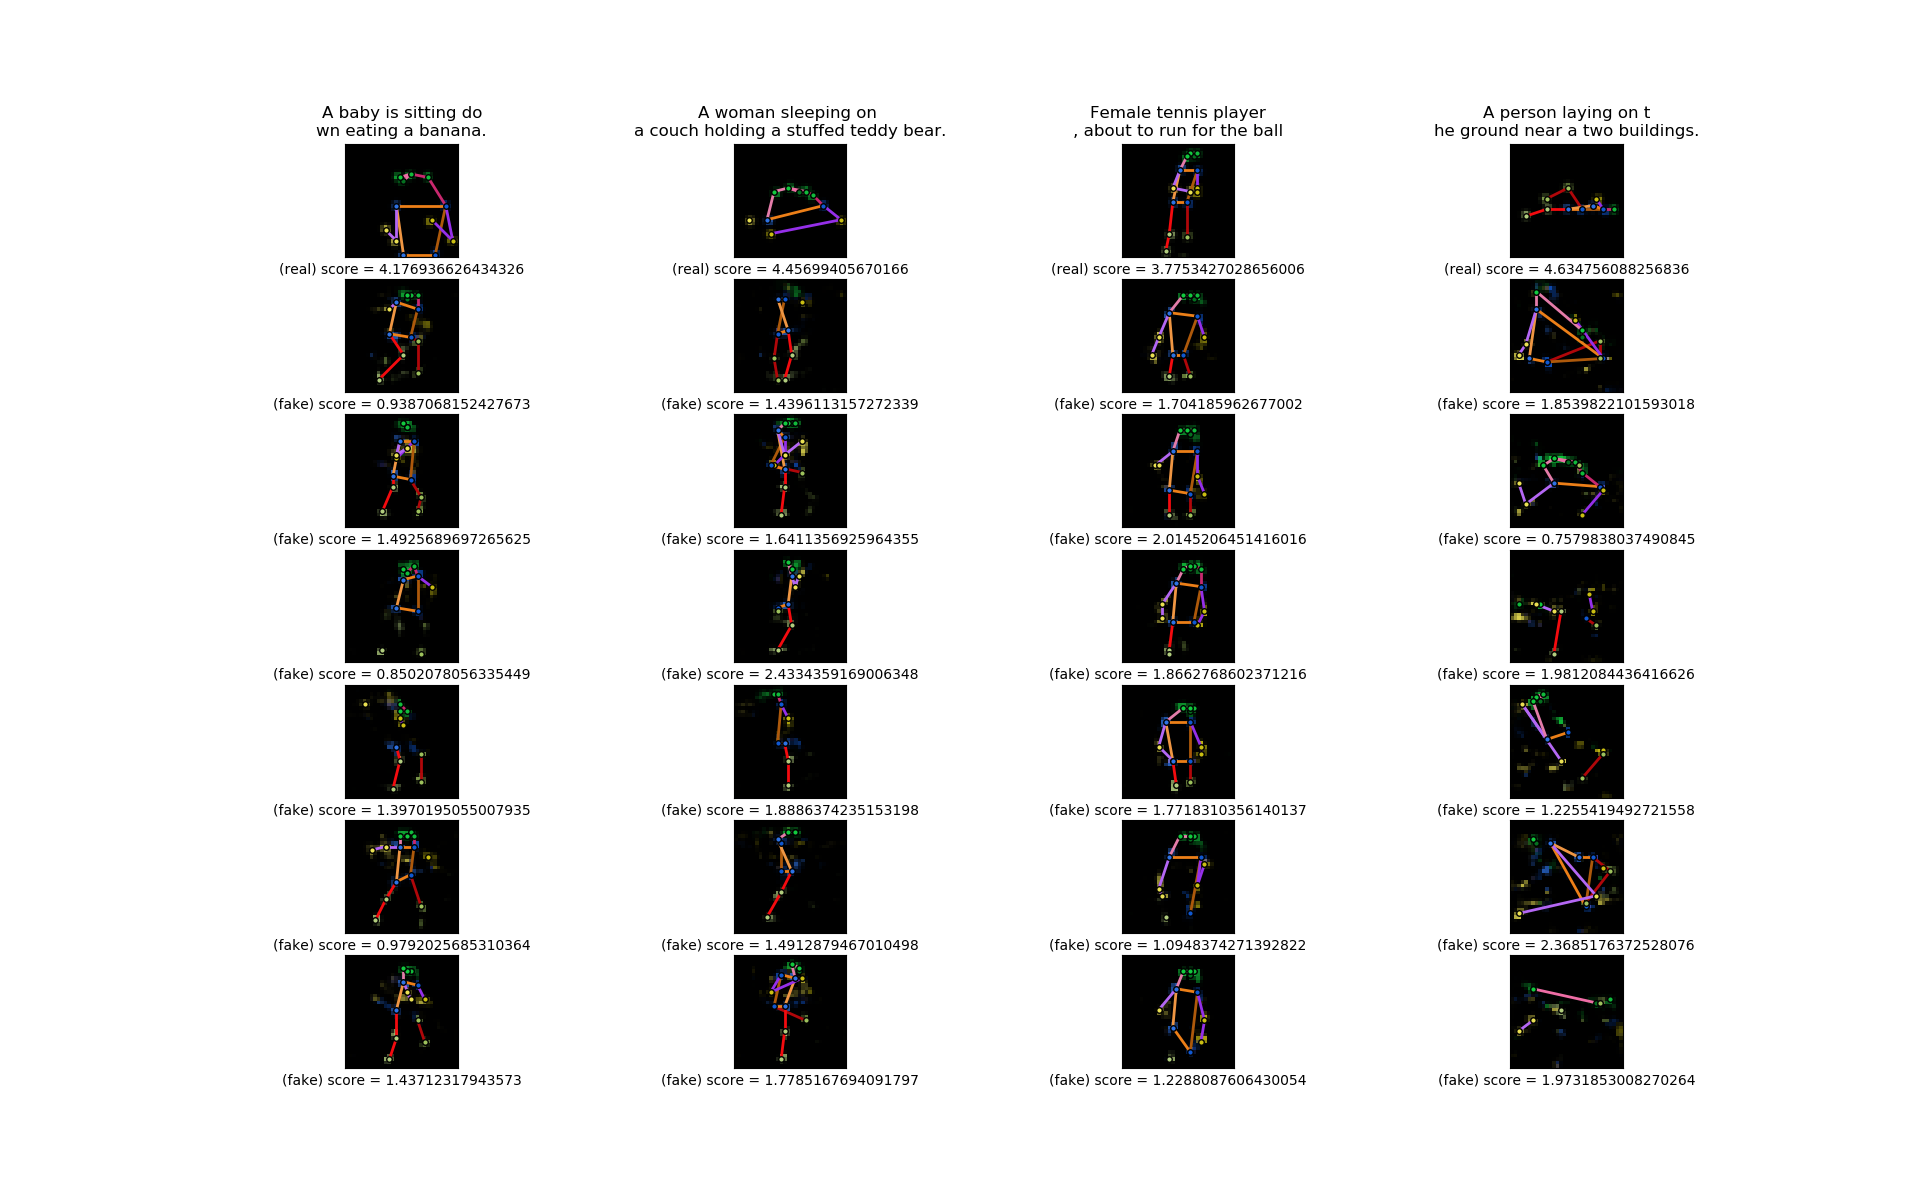 A baby is sitting do
wn eating a banana.
A woman sleeping on
a couch holding a stuffed teddy bear.
Female tennis player
, about to run for the ball
A person laying on t
he ground near a two buildings.
(real) score = 4.176936626434326
(real) score = 4.45699405670166
(real) score = 3.7753427028656006
(real) score = 4.634756088256836
(fake) score = 0.9387068152427673
(fake) score = 1.4396113157272339
(fake) score = 1.704185962677002
(fake) score = 1.8539822101593018
(fake) score = 1.4925689697265625
(fake) score = 1.6411356925964355
(fake) score = 2.0145206451416016
(fake) score = 0.7579838037490845
(fake) score = 0.8502078056335449
(fake) score = 2.4334359169006348
(fake) score = 1.8662768602371216
(fake) score = 1.9812084436416626
(fake) score = 1.3970195055007935
(fake) score = 1.8886374235153198
(fake) score = 1.7718310356140137
(fake) score = 1.2255419492721558
(fake) score = 0.9792025685310364
(fake) score = 1.4912879467010498
(fake) score = 1.0948374271392822
(fake) score = 2.3685176372528076
(fake) score = 1.43712317943573
(fake) score = 1.7785167694091797
(fake) score = 1.2288087606430054
(fake) score = 1.9731853008270264